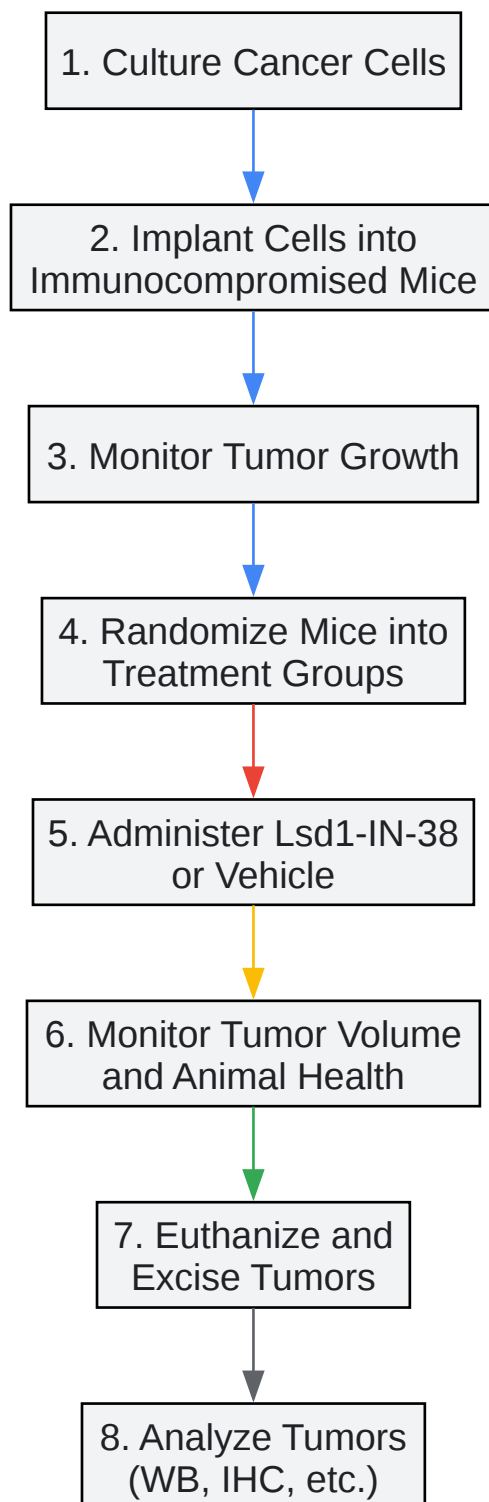 1. Culture Cancer Cells
2. Implant Cells into
Immunocompromised Mice
3. Monitor Tumor Growth
4. Randomize Mice into
Treatment Groups
5. Administer Lsd1-IN-38
or Vehicle
6. Monitor Tumor Volume
and Animal Health
7. Euthanize and
Excise Tumors
8. Analyze Tumors
(WB, IHC, etc.)